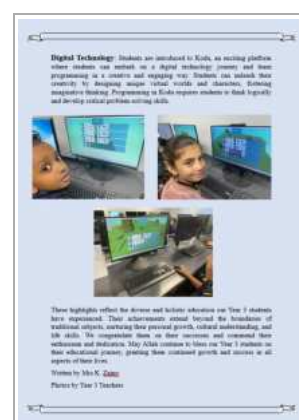 Digital Technology: Students are introduced to Kodu, an exciting platform
where students can embark on a digital technology journey and learn
programming in a creative and engaging way. Students can unleash their
creativity by designing unique virtual worlds and characters, fostering
imaginative thinking. Programming in Kodu requires students to think logically
and develop critical problem solving skills.
These highlights reflect the diverse and holistic education our Year 3 students
have experienced. Their achievements extend beyond the boundaries of
traditional subjects, nurturing their personal growth, cultural understanding, and
life skills. We congratulate them on their successes and commend their
enthusiasm and dedication. May Allah continue to bless our Year 3 students on
their educational journey, granting them continued growth and success in all
aspects of their lives.
Written by Mrs K. Zamer
Photos by Year 3 Teachers